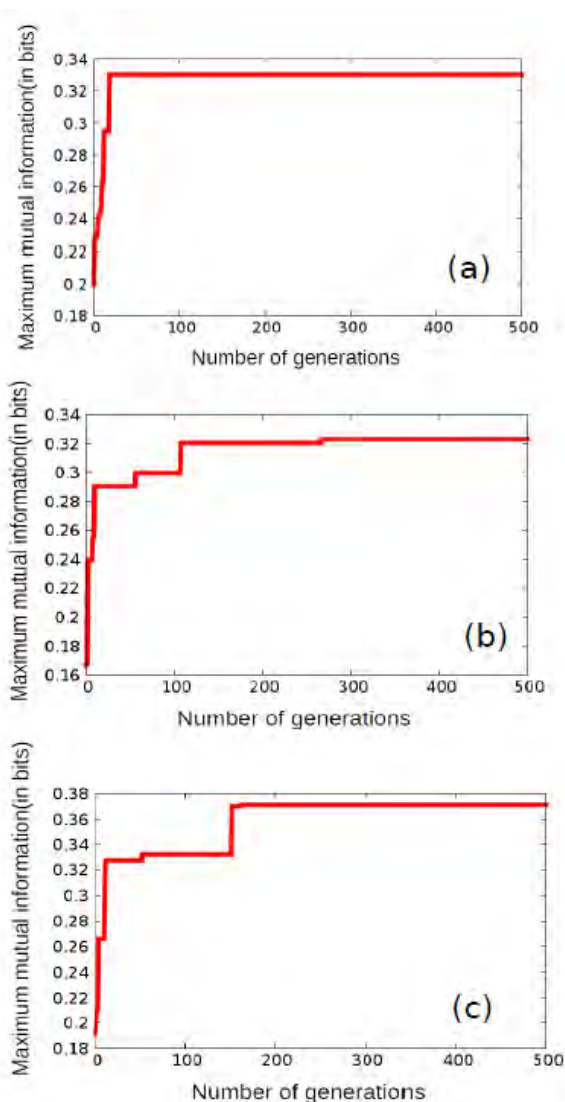 Maximum mutual information(in bits)
0.34
0.32
0.3
0.28
0.26
0.24
0.22
0.2
0.18
0 100 200 300 400 500
(a)
Number of generations
Maximum mutual information(in bits)
0.34
0.32
0.3
0.28
0.26
0.24
0.22
0.2
0.18
0.16
0 100 200 300 400 500
(b)
Number of generations
Maximum mutual information(in bits)
0.38
0.36
0.34
0.32
0.3
0.28
0.26
0.24
0.22
0.2
0.18
0 100 200 300 400 500
(c)
Number of generations